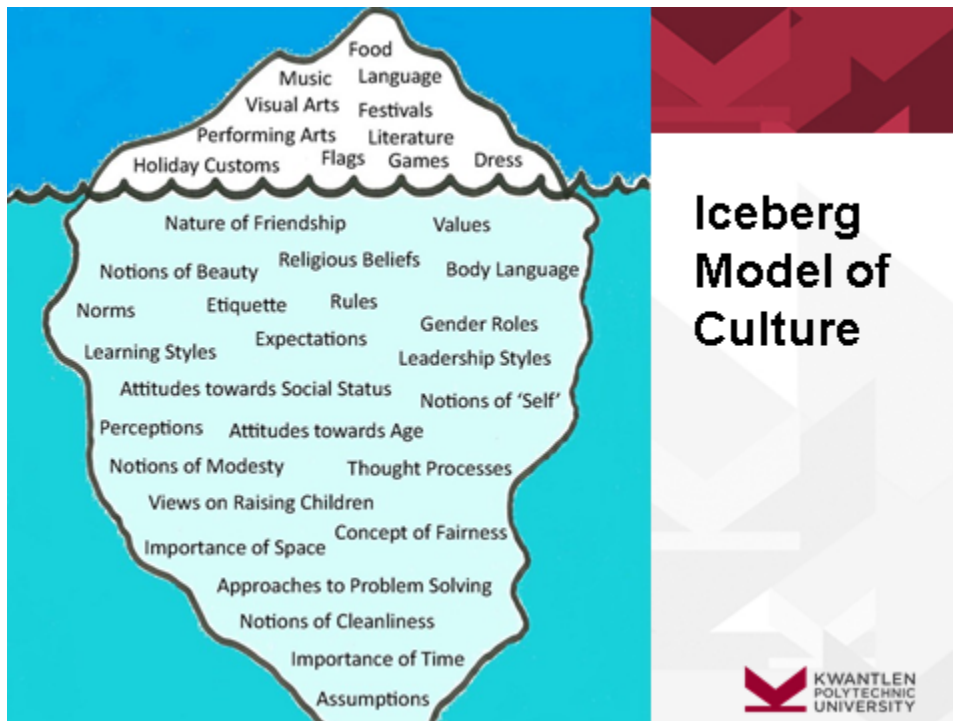 Food
Music Language
Visual Arts Festivals
Performing Arts Literature
Holiday Customs Flags Games Dress
Nature of Friendship Values
Notions of Beauty Religious Beliefs Body Language
Norms Etiquette Rules
Expectations Gender Roles
Learning Styles Leadership Styles
Attitudes towards Social Status
Notions of ‘Self’
Perceptions Attitudes towards Age
Notions of Modesty Thought Processes
Views on Raising Children
Concept of Fairness
Importance of Space
Approaches to Problem Solving
Notions of Cleanliness
Importance of Time
Assumptions
Iceberg
Model of
Culture
KWANTLEN
POLYTECHNIC
UNIVERSITY